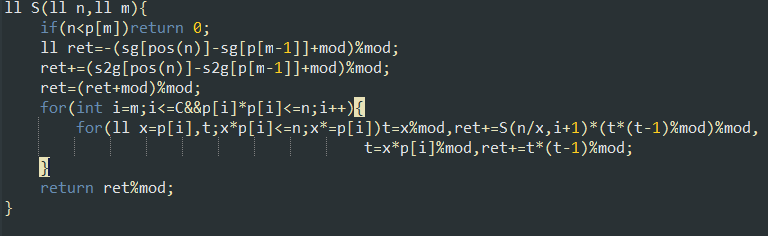 ll S(ll n,ll m){
if(n<p[m])return 0;
ll ret=-(sg[pos(n)]-sg[p[m-1]]+mod)%mod;
ret+=(s2g[pos(n)]-s2g[p[m-1]]+mod)%mod;
ret=(ret+mod)%mod;
for(int i=m;i<=C&&p[i]*p[i]<=n;i++){
for(ll x=p[i],t;x*p[i]<=n;x*=p[i])t=x%mod,ret+=S(n/x,i+1)*(t*(t-1)%mod)%mod,
t=x*p[i]%mod,ret+=t*(t-1)%mod;
}
return ret%mod;
}